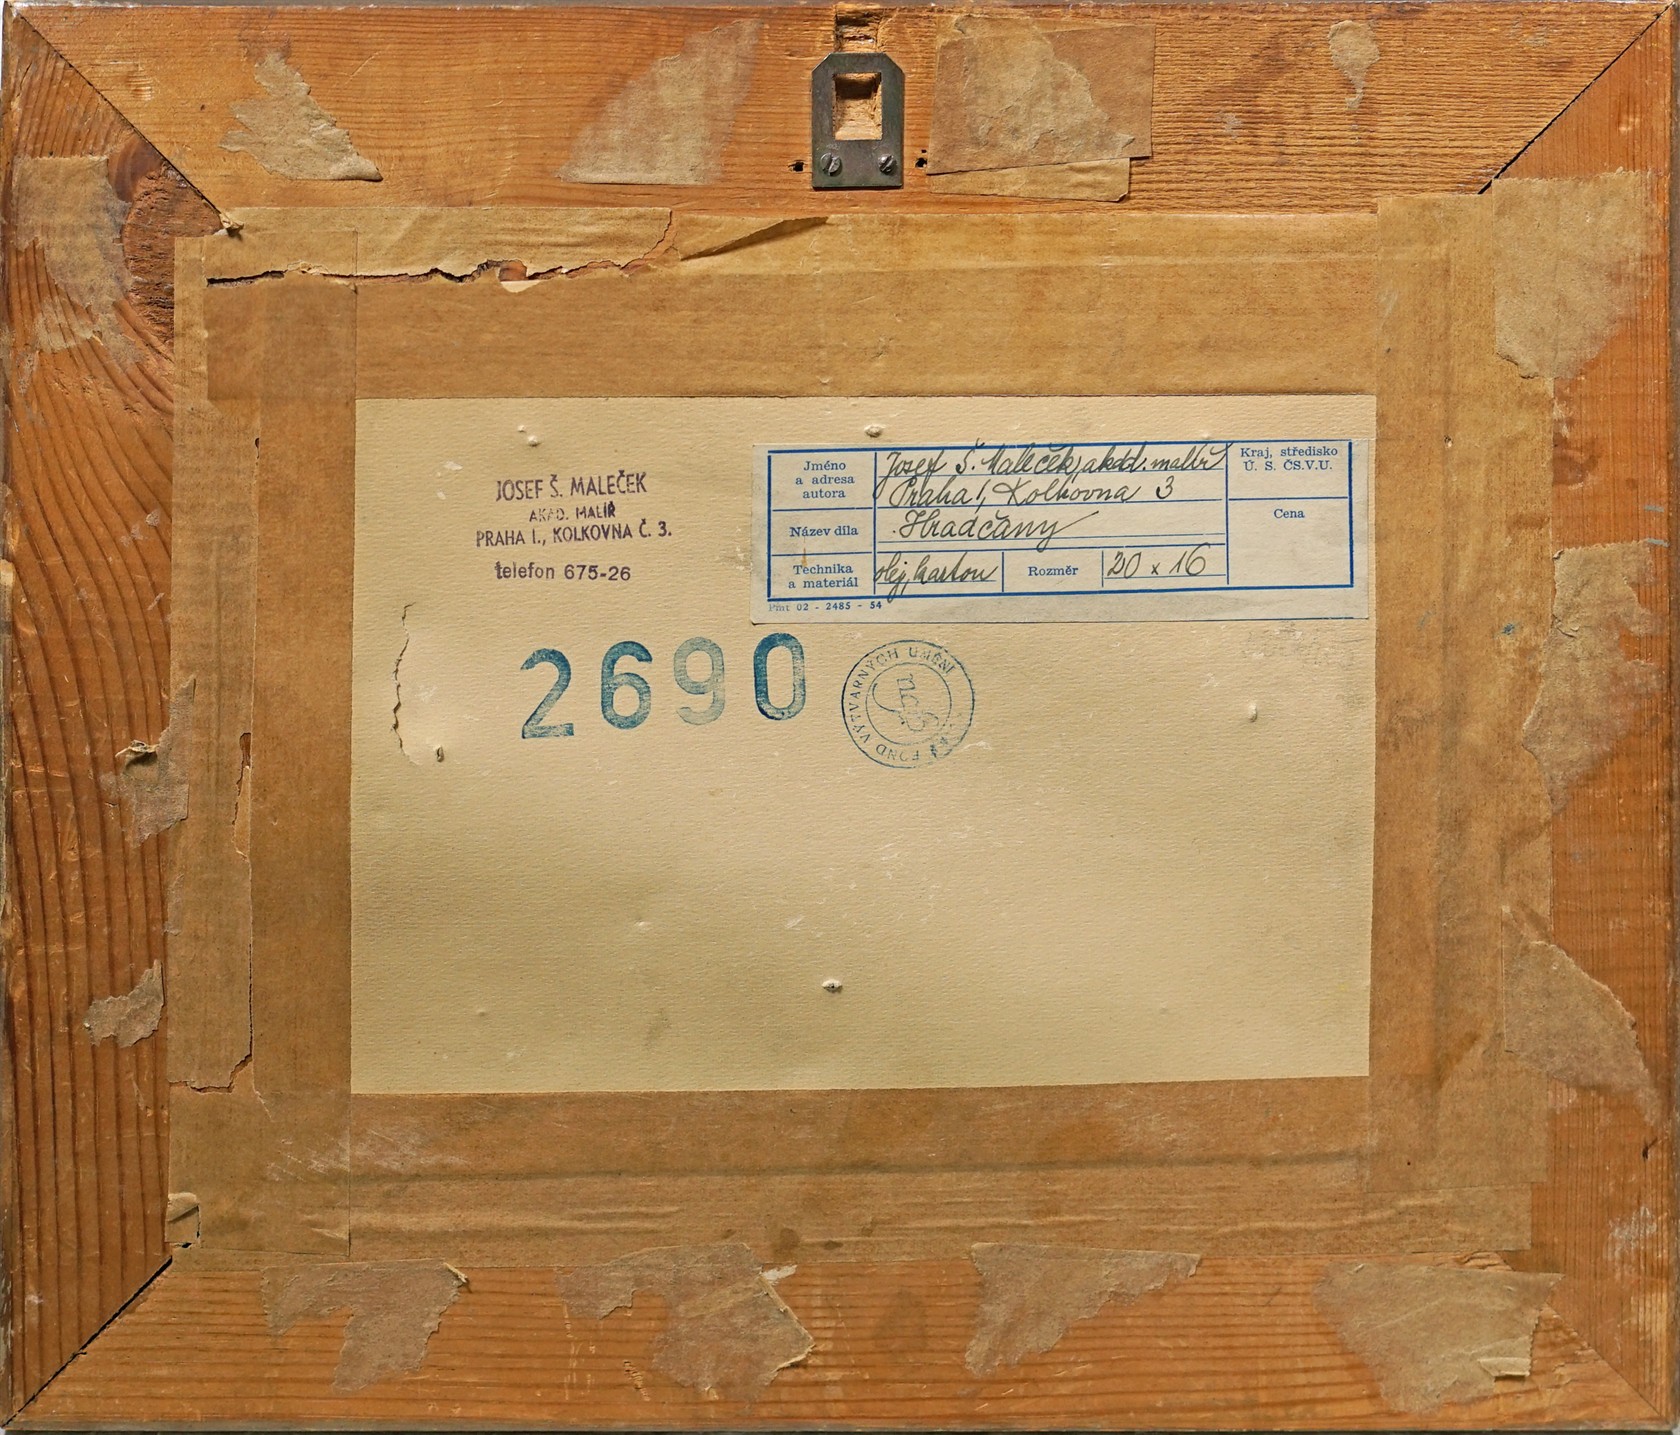 JOSEF Š. MALEČEK
AKAD. MALÍŘ
PRAHA I., KOLKOVNA Č. 3.
telefon 675-26
Jméno
a adresa
autora
Josef Š. Maleček, akad. malíř
Praha 1, Kolkovna 3
Název díla
Hradčany
Technika
a materiál
olej, karton
Rozměr
20 x 16
Kraj, středisko
Ú. S. ČS.V.U.
Cena
Pmt 02 - 2485 - 54
2690
FOND VÝTVARNÝCH UMĚNÍ